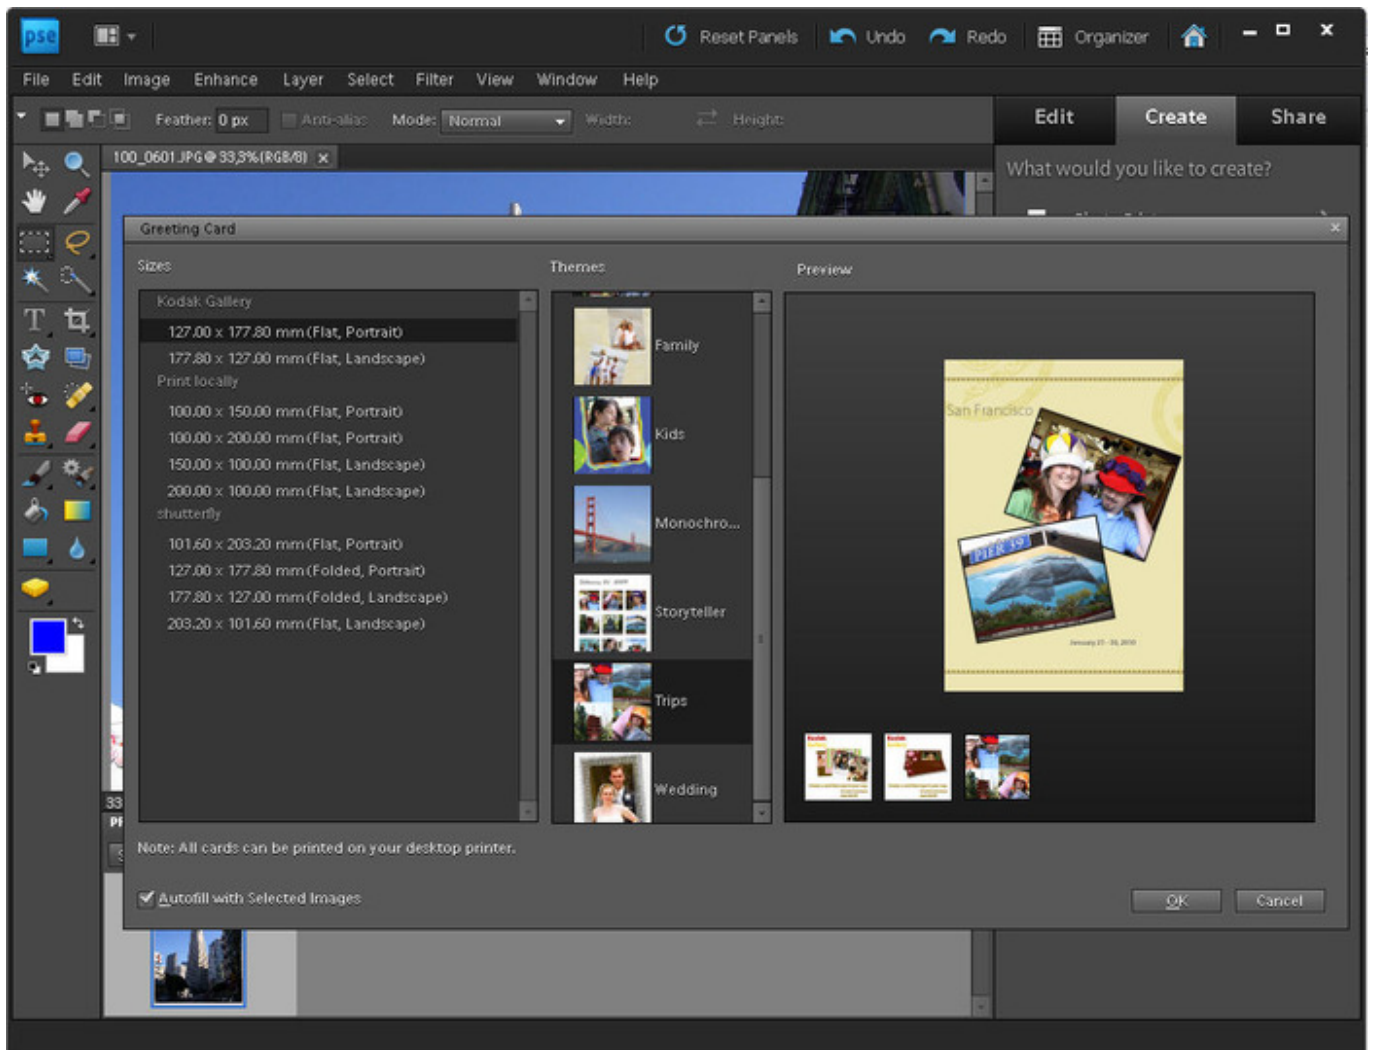 pse
Reset Panels Undo Redo Organizer
File Edit Image Enhance Layer Select Filter View Window Help
Feather: 0 px Anti-alias Mode: Normal Width: Height:
Edit Create Share
100_0601.JPG @ 33,3% (RGB/8) x
What would you like to create?
Greeting Card
Sizes
Kodak Gallery
127.00 x 177.80 mm (Flat, Portrait)
177.80 x 127.00 mm (Flat, Landscape)
Print locally
100.00 x 150.00 mm (Flat, Portrait)
100.00 x 200.00 mm (Flat, Portrait)
150.00 x 100.00 mm (Flat, Landscape)
200.00 x 100.00 mm (Flat, Landscape)
shutterfly
101.60 x 203.20 mm (Flat, Portrait)
127.00 x 177.80 mm (Folded, Portrait)
177.80 x 127.00 mm (Folded, Landscape)
203.20 x 101.60 mm (Flat, Landscape)
Themes
Family
Kids
Monochro...
Storyteller
Trips
Wedding
Preview
San Francisco
PIER 39
Kodak
Kodak
33
Note: All cards can be printed on your desktop printer.
Autofill with Selected Images
OK Cancel